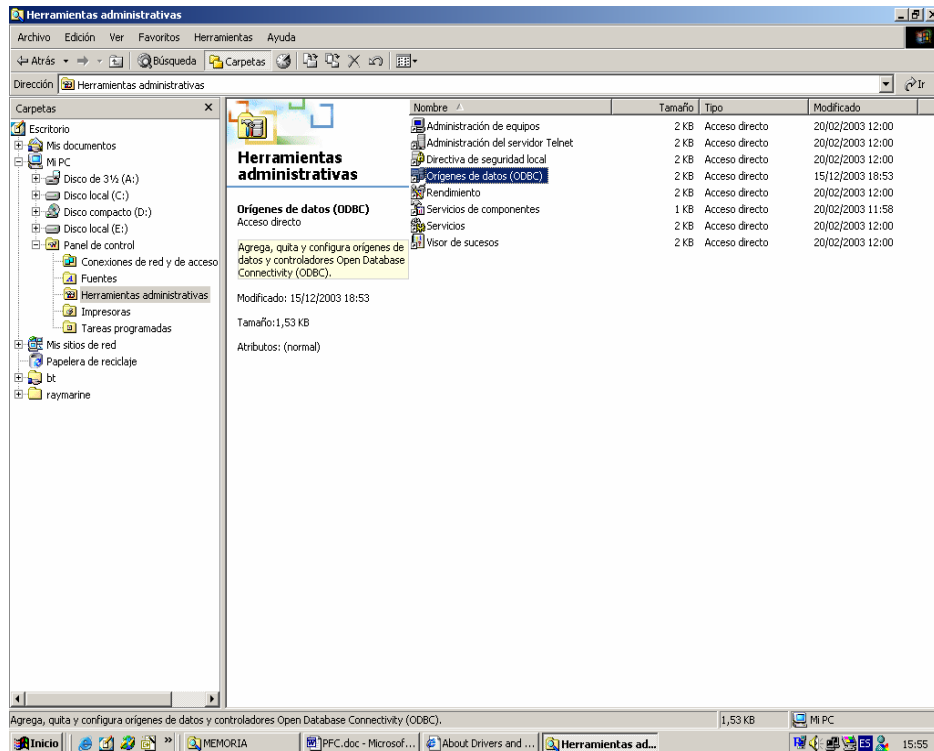 Herramientas administrativas
Archivo Edición Ver Favoritos Herramientas Ayuda
Atrás Búsqueda Carpetas
Dirección Herramientas administrativas Ir
Carpetas
Escritorio
Mis documentos
Mi PC
Disco de 3½ (A:)
Disco local (C:)
Disco compacto (D:)
Disco local (E:)
Panel de control
Conexiones de red y de acceso
Fuentes
Herramientas administrativas
Impresoras
Tareas programadas
Mis sitios de red
Papelera de reciclaje
bt
raymarine
Herramientas
administrativas
Orígenes de datos (ODBC)
Acceso directo
Agrega, quita y configura orígenes de
datos y controladores Open Database
Connectivity (ODBC).
Modificado: 15/12/2003 18:53
Tamaño:1,53 KB
Atributos: (normal)
Nombre Tamaño Tipo Modificado
Administración de equipos 2 KB Acceso directo 20/02/2003 12:00
Administración del servidor Telnet 2 KB Acceso directo 20/02/2003 12:00
Directiva de seguridad local 2 KB Acceso directo 20/02/2003 12:00
Orígenes de datos (ODBC) 2 KB Acceso directo 15/12/2003 18:53
Rendimiento 2 KB Acceso directo 20/02/2003 12:00
Servicios de componentes 1 KB Acceso directo 20/02/2003 11:58
Servicios 2 KB Acceso directo 20/02/2003 12:00
Visor de sucesos 2 KB Acceso directo 20/02/2003 12:00
Agrega, quita y configura orígenes de datos y controladores Open Database Connectivity (ODBC). 1,53 KB Mi PC
Inicio » MEMORIA PFC.doc - Microsof... About Drivers and ... Herramientas ad... ES 15:55